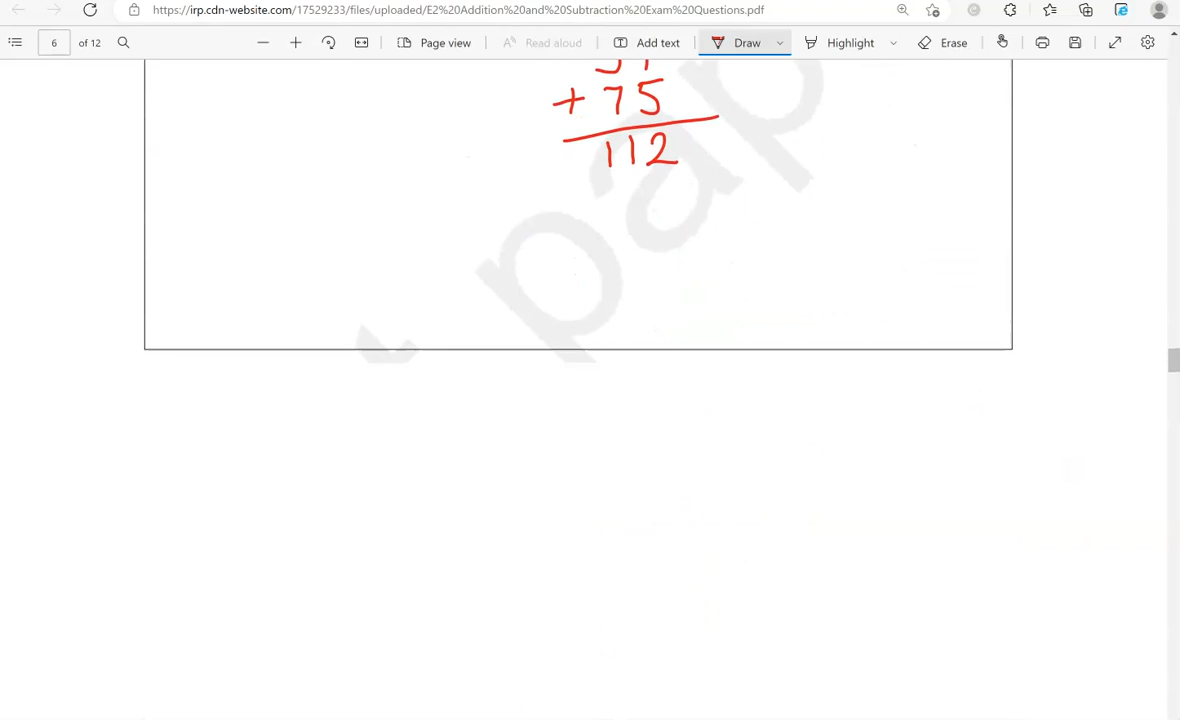 https://irp.cdn-website.com/17529233/files/uploaded/E2%20Addition%20and%20Subtraction%20Exam%20Questions.pdf
6 of 12 Page view Read aloud Add text Draw Highlight Erase
+ 75
112
pap